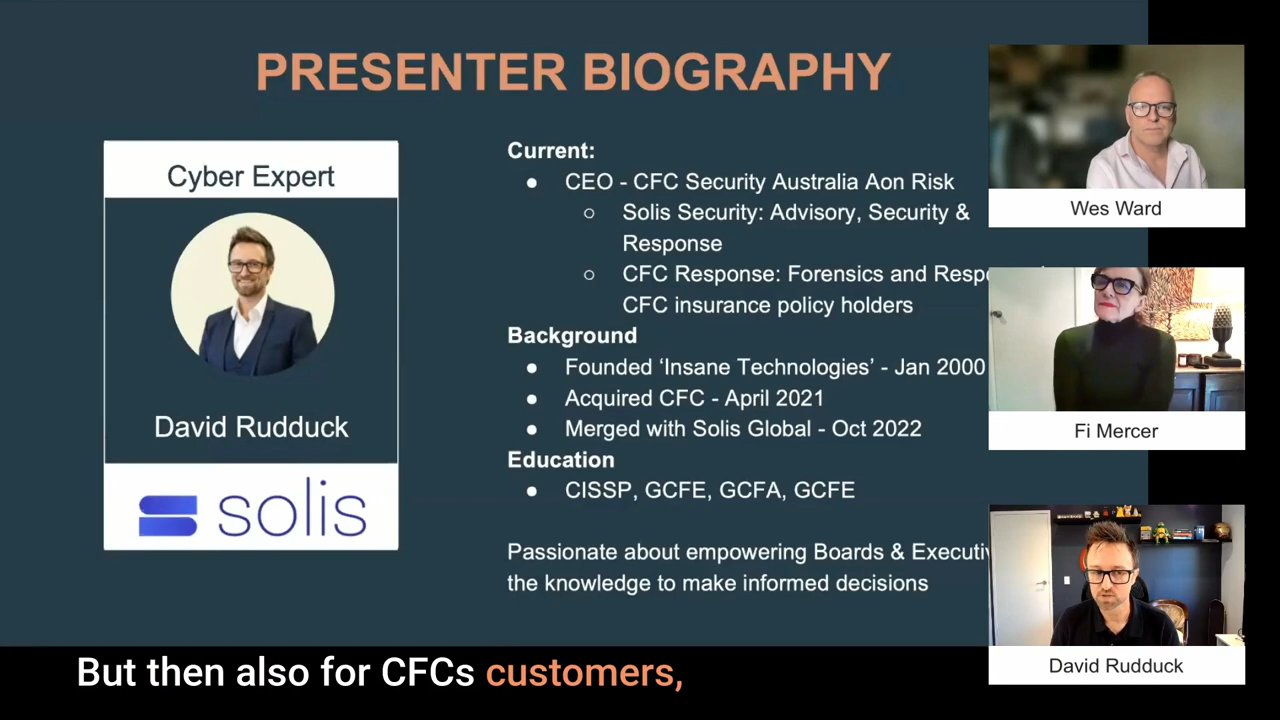 PRESENTER BIOGRAPHY
Cyber Expert
David Rudduck
solis
Current:
● CEO - CFC Security Australia Aon Risk
○ Solis Security: Advisory, Security &
Response
○ CFC Response: Forensics and
CFC insurance policy holders
Background
● Founded ‘Insane Technologies’ - Jan 2000
● Acquired CFC - April 2021
● Merged with Solis Global - Oct 2022
Education
● CISSP, GCFE, GCFA, GCFE
Passionate about empowering Boards &
the knowledge to make informed decisions
Wes Ward
Fi Mercer
David Rudduck
But then also for CFCs customers,